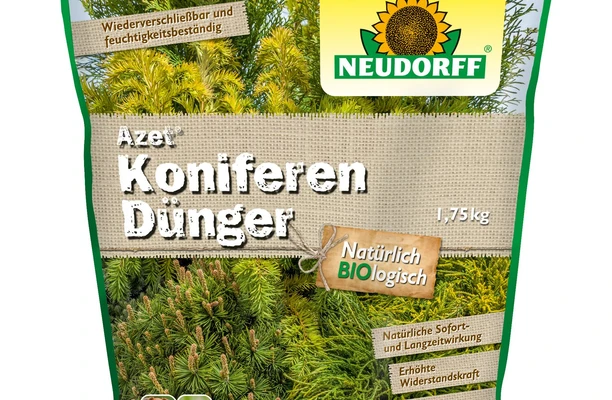 Wiederverschließbar und
feuchtigkeitsbeständig
NEUDORFF®
Azet®
Koniferen
Dünger
1,75 kg
Natürlich
BIOlogisch
Natürliche Sofort-
und Langzeitwirkung
Erhöhte
Widerstandskraft